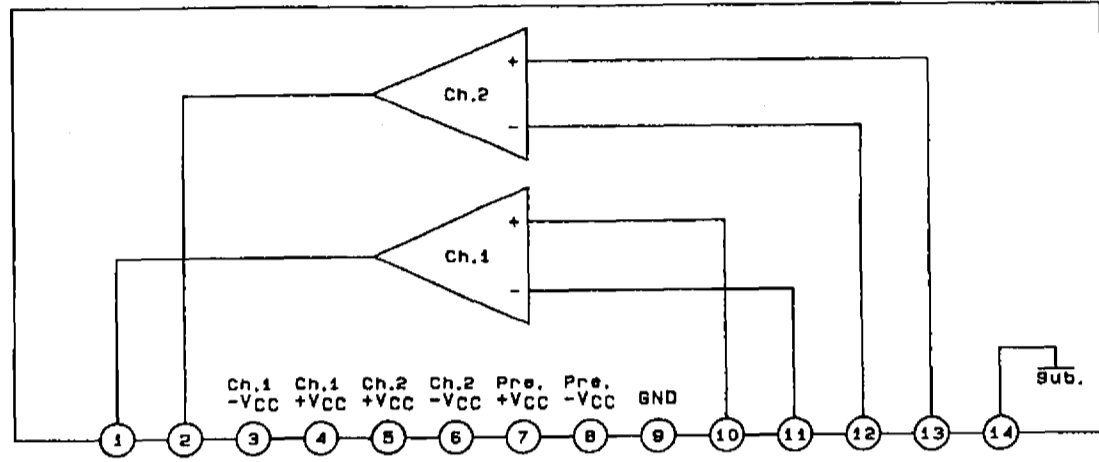 +
Ch.2
-
+
Ch.1
-
Ch.1 Ch.1 Ch.2 Ch.2 Pre. Pre.
-VCC +VCC +VCC -VCC +VCC -VCC GND
Sub.
1 2 3 4 5 6 7 8 9 10 11 12 13 14